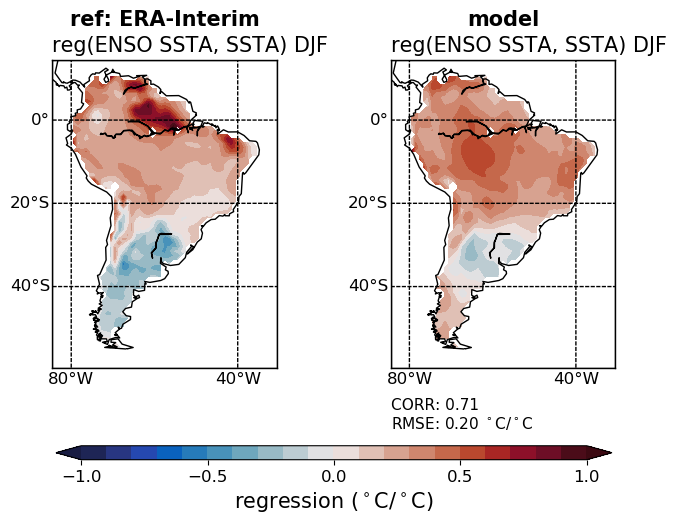 ref: ERA-Interim
reg(ENSO SSTA, SSTA) DJF
model
reg(ENSO SSTA, SSTA) DJF
0°
20°S
40°S
80°W
40°W
0°
20°S
40°S
80°W
40°W
CORR: 0.71
RMSE: 0.20 °C/°C
−1.0
−0.5
0.0
0.5
1.0
regression (°C/°C)